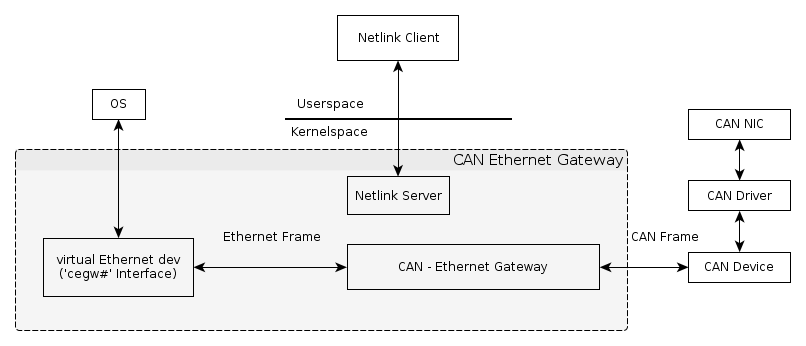 Netlink Client
OS
Userspace
Kernelspace
CAN NIC
CAN Ethernet Gateway
Netlink Server
CAN Driver
Ethernet Frame
CAN Frame
virtual Ethernet dev
('cegw#' Interface)
CAN - Ethernet Gateway
CAN Device